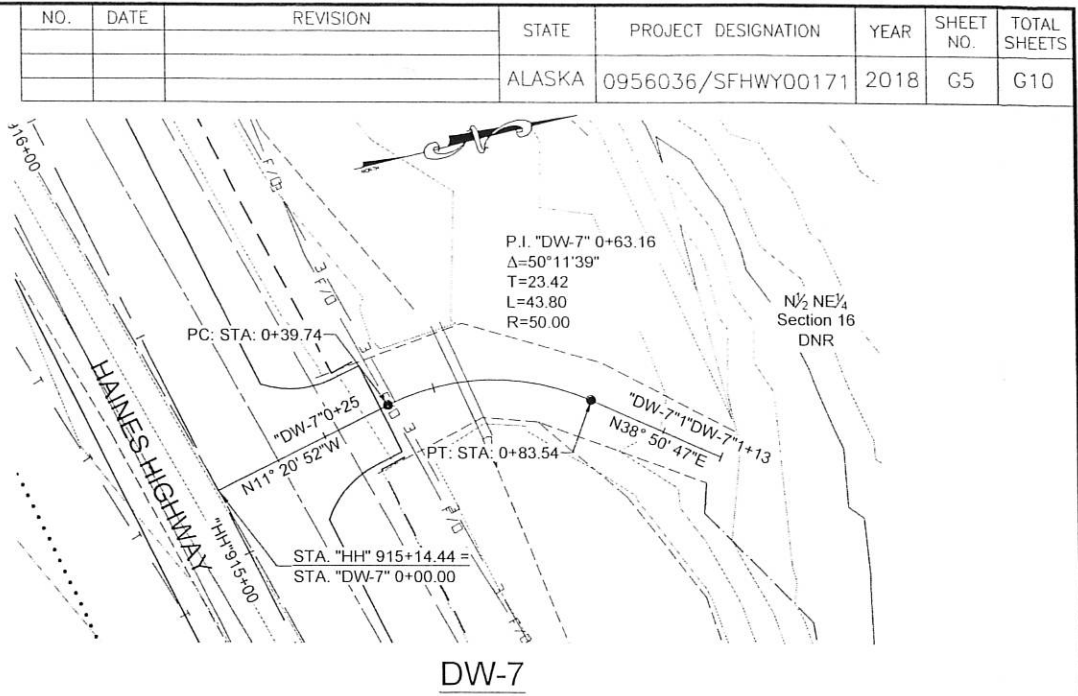 NO. DATE REVISION STATE PROJECT DESIGNATION YEAR SHEET NO. TOTAL SHEETS
ALASKA 0956036/SFHWY00171 2018 G5 G10
916+00
P.I. "DW-7" 0+63.16
Δ=50°11'39"
T=23.42
L=43.80
R=50.00
N½ NE¼
Section 16
DNR
PC: STA: 0+39.74
HAINES HIGHWAY
"DW-7"0+25
N11° 20' 52"W
"DW-7"1"DW-7"1+13
N38° 50' 47"E
PT: STA: 0+83.54
"HH"915+00
STA. "HH" 915+14.44 =
STA. "DW-7" 0+00.00
DW-7